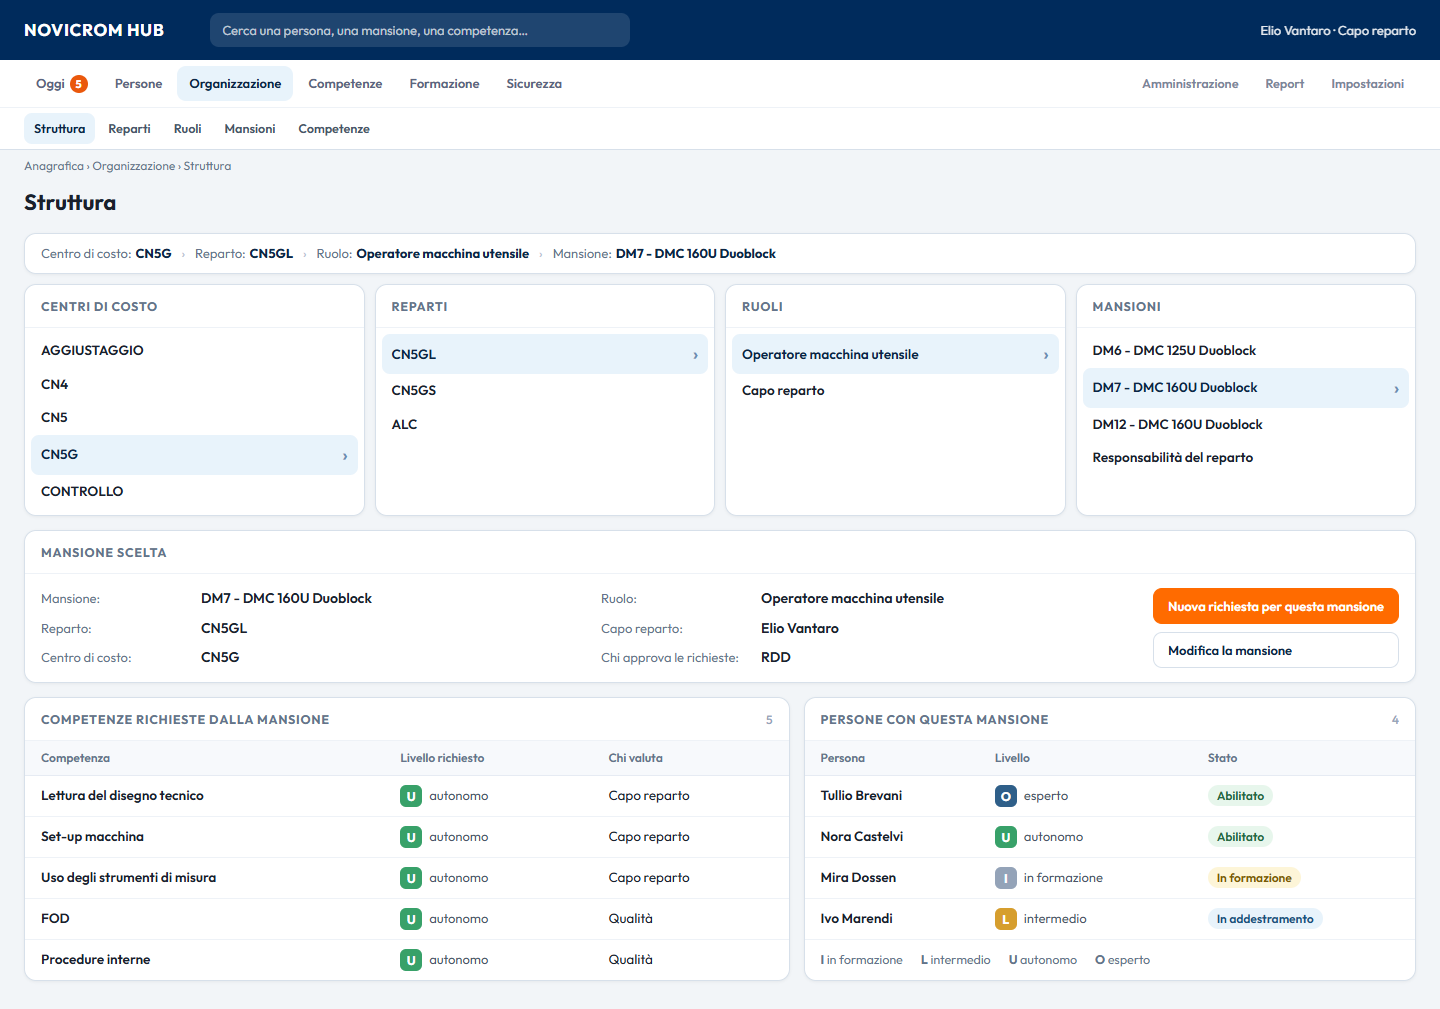 NOVICROM HUB
Cerca una persona, una mansione, una competenza...
Elio Vantaro · Capo reparto
Oggi 5 Persone Organizzazione Competenze Formazione Sicurezza
Amministrazione Report Impostazioni
Struttura Reparti Ruoli Mansioni Competenze
Anagrafica › Organizzazione › Struttura
Struttura
Centro di costo: CN5G › Reparto: CN5GL › Ruolo: Operatore macchina utensile › Mansione: DM7 - DMC 160U Duoblock
CENTRI DI COSTO
AGGIUSTAGGIO
CN4
CN5
CN5G ›
CONTROLLO
REPARTI
CN5GL ›
CN5GS
ALC
RUOLI
Operatore macchina utensile ›
Capo reparto
MANSIONI
DM6 - DMC 125U Duoblock
DM7 - DMC 160U Duoblock ›
DM12 - DMC 160U Duoblock
Responsabilità del reparto
MANSIONE SCELTA
Mansione: DM7 - DMC 160U Duoblock
Reparto: CN5GL
Centro di costo: CN5G
Ruolo: Operatore macchina utensile
Capo reparto: Elio Vantaro
Chi approva le richieste: RDD
Nuova richiesta per questa mansione
Modifica la mansione
COMPETENZE RICHIESTE DALLA MANSIONE 5
Competenza Livello richiesto Chi valuta
Lettura del disegno tecnico U autonomo Capo reparto
Set-up macchina U autonomo Capo reparto
Uso degli strumenti di misura U autonomo Capo reparto
FOD U autonomo Qualità
Procedure interne U autonomo Qualità
PERSONE CON QUESTA MANSIONE 4
Persona Livello Stato
Tullio Brevani O esperto Abilitato
Nora Castelvi U autonomo Abilitato
Mira Dossen I in formazione In formazione
Ivo Marendi L intermedio In addestramento
I in formazione L intermedio U autonomo O esperto